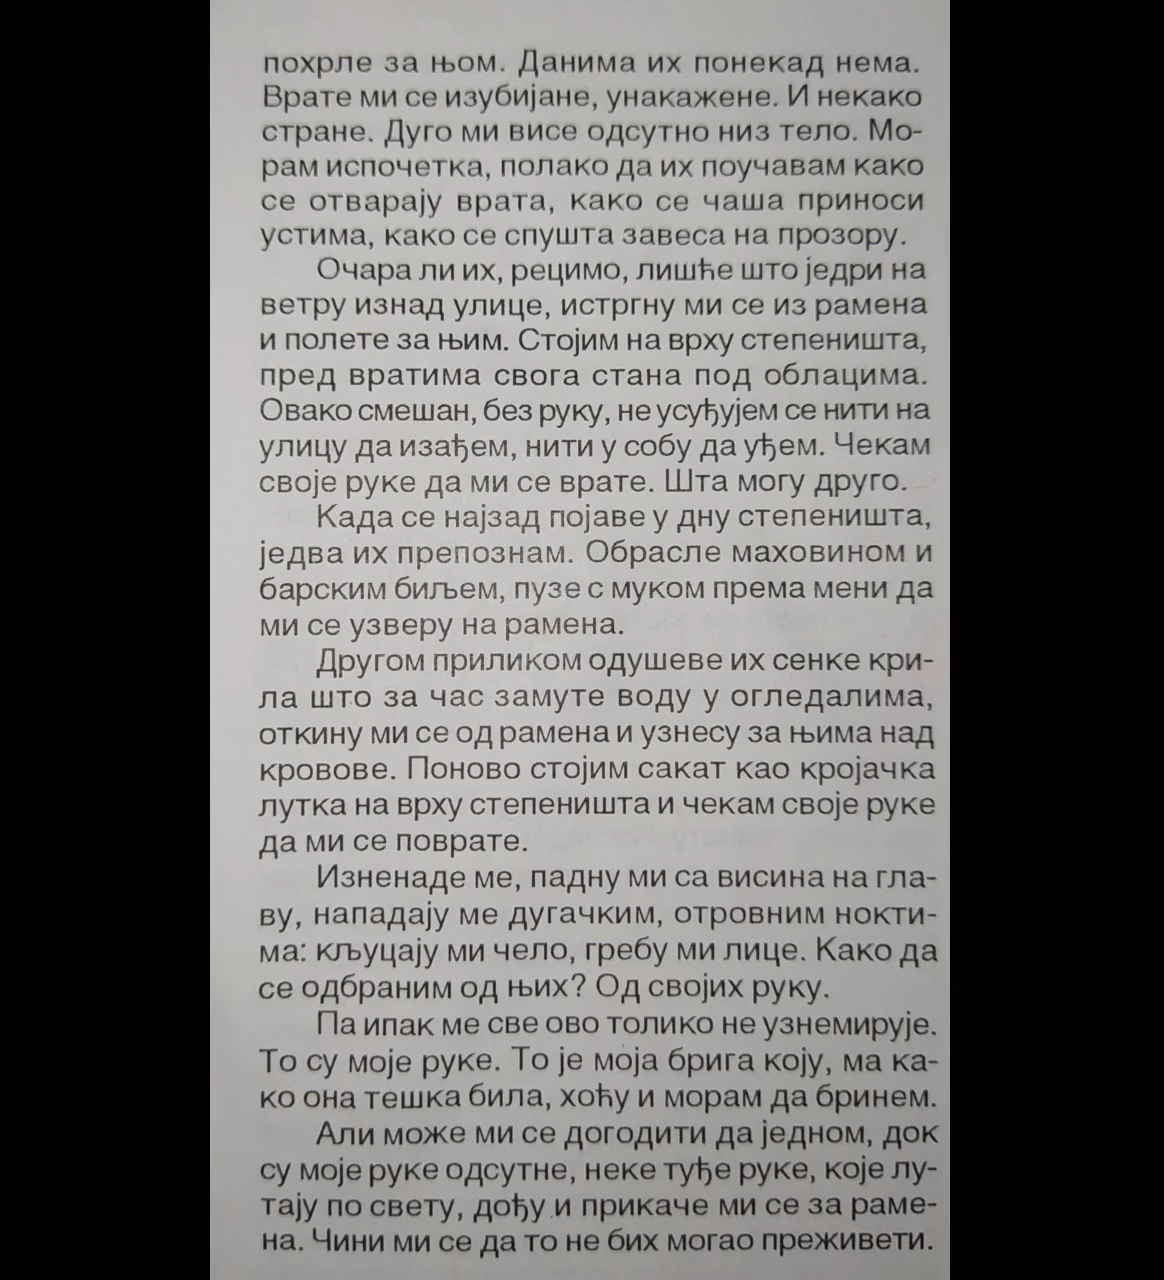 похрле за њом. Данима их понекад нема.
Врате ми се изубијане, унакажене. И некако
стране. Дуго ми висе одсутно низ тело. Мо-
рам испочетка, полако да их поучавам како
се отварају врата, како се чаша приноси
устима, како се спушта завеса на прозору.
Очара ли их, рецимо, лишће што једри на
ветру изнад улице, истргну ми се из рамена
и полете за њим. Стојим на врху степеништа,
пред вратима свога стана под облацима.
Овако смешан, без руку, не усуђујем се нити на
улицу да изађем, нити у собу да уђем. Чекам
своје руке да ми се врате. Шта могу друго.
Када се најзад појаве у дну степеништа,
једва их препознам. Обрасле маховином и
барским биљем, пузе с муком према мени да
ми се узверу на рамена.
Другом приликом одушеве их сенке кри-
ла што за час замуте воду у огледалима,
откину ми се од рамена и узнесу за њима над
кровове. Поново стојим сакат као кројачка
лутка на врху степеништа и чекам своје руке
да ми се поврате.
Изненаде ме, падну ми са висина на гла-
ву, нападају ме дугачким, отровним нокти-
ма: кљуцају ми чело, гребу ми лице. Како да
се одбраним од њих? Од својих руку.
Па ипак ме све ово толико не узнемирује.
То су моје руке. То је моја брига коју, ма ка-
ко она тешка била, хоћу и морам да бринем.
Али може ми се догодити да једном, док
су моје руке одсутне, неке туђе руке, које лу-
тају по свету, дођу и прикаче ми се за раме-
на. Чини ми се да то не бих могао преживети.